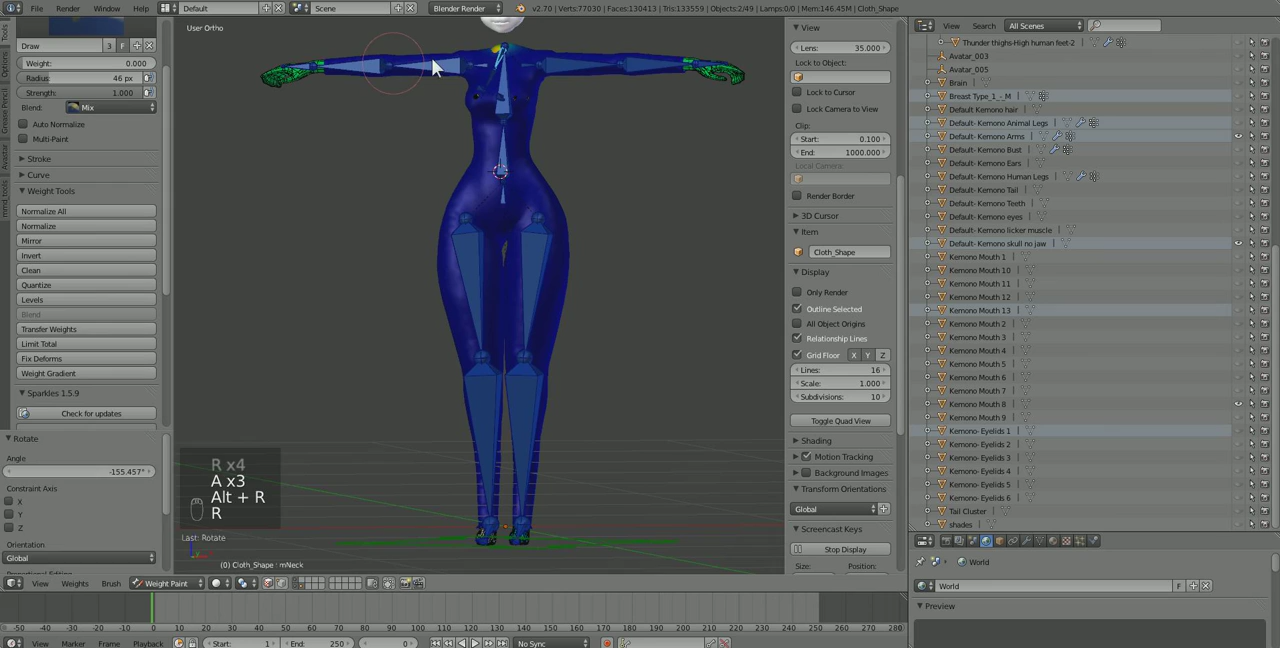 File Render Window Help Default Scene Blender Render v2.70 | Verts:77030 | Faces:130413 | Tris:133559 | Objects:2/49 | Lamps:0/0 | Mem:146.45M | Cloth_Shape
Draw 3 F
Weight: 0.000
Radius: 46 px
Strength: 1.000
Blend: Mix
Auto Normalize
Multi-Paint
Stroke
Curve
Weight Tools
Normalize All
Normalize
Mirror
Invert
Clean
Quantize
Levels
Blend
Transfer Weights
Limit Total
Fix Deforms
Weight Gradient
Sparkles 1.5.9
Check for updates
Rotate
Angle
-155.457°
Constraint Axis
X
Y
Z
Orientation:
Global
Tools
Options
Grease Pencil
Avastar
mmd_tools
User Ortho
R x4
A x3
Alt + R
R
Last: Rotate
(0) Cloth_Shape : mNeck
View Weights Brush Weight Paint
View
Lens: 35.000
Lock to Object:
Lock to Cursor
Lock Camera to View
Clip:
Start: 0.100
End: 1000.000
Local Camera:
Render Border
3D Cursor
Item
Cloth_Shape
Display
Only Render
Outline Selected
All Object Origins
Relationship Lines
Grid Floor X Y Z
Lines: 16
Scale: 1.000
Subdivisions: 10
Toggle Quad View
Shading
Motion Tracking
Background Images
Transform Orientations
Global
Screencast Keys
Stop Display
Size: Position:
View Search All Scenes
Thunder thighs-High human feet-2
Avatar_003
Avatar_005
Brain
Breast Type_1_-_M
Default Kemono hair
Default- Kemono Animal Legs
Default- Kemono Arms
Default- Kemono Bust
Default- Kemono Ears
Default- Kemono Human Legs
Default- Kemono Tail
Default- Kemono Teeth
Default- Kemono eyes
Default- Kemono licker muscle
Default- Kemono skull no jaw
Kemono Mouth 1
Kemono Mouth 10
Kemono Mouth 11
Kemono Mouth 12
Kemono Mouth 13
Kemono Mouth 2
Kemono Mouth 3
Kemono Mouth 4
Kemono Mouth 5
Kemono Mouth 6
Kemono Mouth 7
Kemono Mouth 8
Kemono Mouth 9
Kemono- Eyelids 1
Kemono- Eyelids 2
Kemono- Eyelids 3
Kemono- Eyelids 4
Kemono- Eyelids 5
Kemono- Eyelids 6
Tail Cluster
shades
World
World F
Preview
-50 -40 -30 -20 -10 0 10 20 30 40 50 60 70 80 90 100 110 120 130 140 150 160 170 180 190 200 210 220 230 240 250 260 270 280
View Marker Frame Playback Start: 1 End: 250 0 No Sync